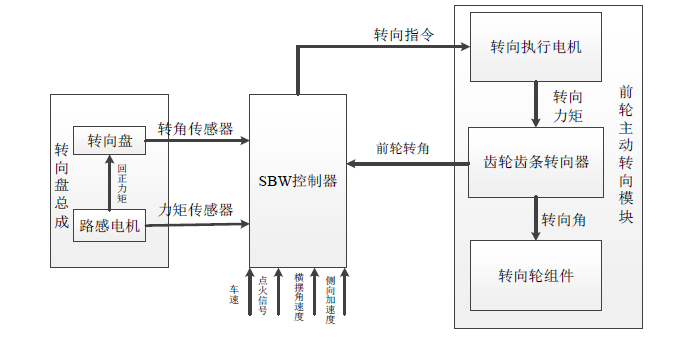 转向盘总成
转向盘
回正力矩
路感电机
转角传感器
力矩传感器
SBW控制器
车速
点火信号
横摆角速度
侧向加速度
转向指令
前轮转角
转向执行电机
转向
力矩
齿轮齿条转向器
转向角
转向轮组件
前轮主动转向模块